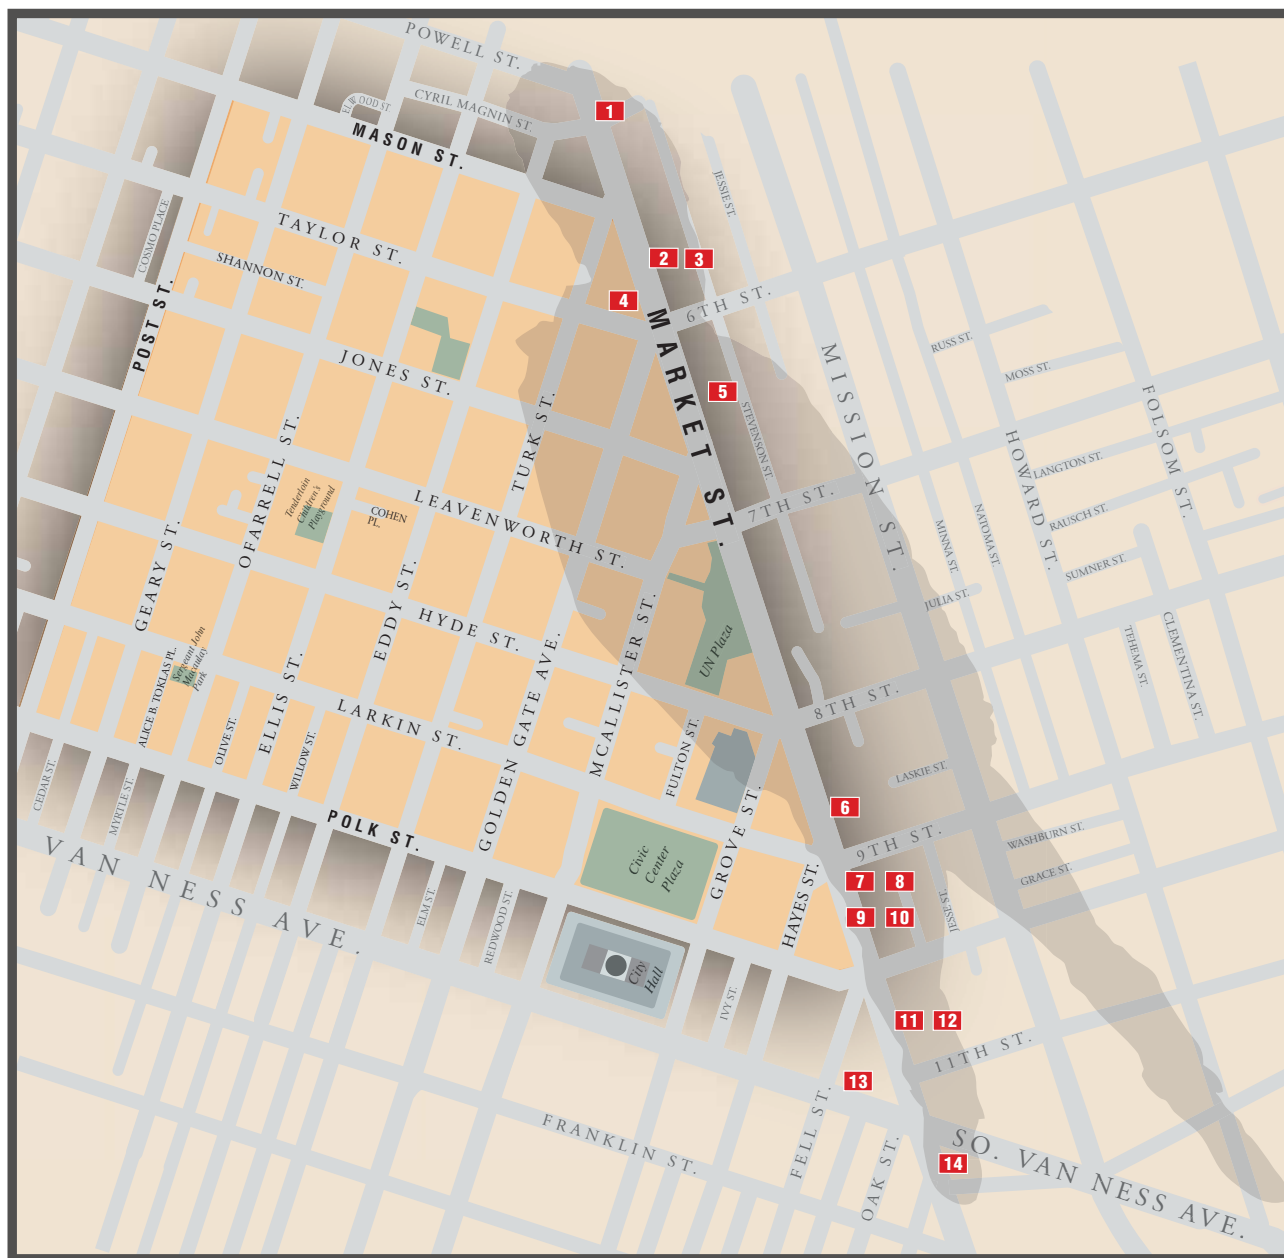 POWELL ST.
ELWOOD ST
CYRIL MAGNIN ST.
MASON ST.
1
JESSIE ST.
COSMO PLACE
TAYLOR ST.
SHANNON ST.
2
3
4
6TH ST.
POST ST.
MARKET ST.
MISSION ST.
RUSS ST.
MOSS ST.
JONES ST.
5
STEVENSON ST.
FOLSOM ST.
HOWARD ST.
LANGTON ST.
TURK ST.
OFARRELL ST.
Tenderloin
Children's
Playground
COHEN
PL.
LEAVENWORTH ST.
7TH ST.
RAUSCH ST.
NATOMA ST.
MINNA ST.
SUMNER ST.
JULIA ST.
GEARY ST.
EDDY ST.
HYDE ST.
MCALLISTER ST.
UN Plaza
TEHEMA ST.
CLEMENTINA ST.
ALICE B. TOKLAS PL.
Sergeant John
Macaulay
Park
OLIVE ST.
ELLIS ST.
WILLOW ST.
LARKIN ST.
GOLDEN GATE AVE.
FULTON ST.
8TH ST.
LASKIE ST.
CEDAR ST.
MYRTLE ST.
POLK ST.
6
9TH ST.
WASHBURN ST.
GRACE ST.
VAN NESS AVE.
ELM ST.
REDWOOD ST.
Civic
Center
Plaza
GROVE ST.
HAYES ST.
7
8
9
10
JESSE ST.
City
Hall
IVY ST.
11
12
11TH ST.
13
FELL ST.
FRANKLIN ST.
OAK ST.
14
SO. VAN NESS AVE.